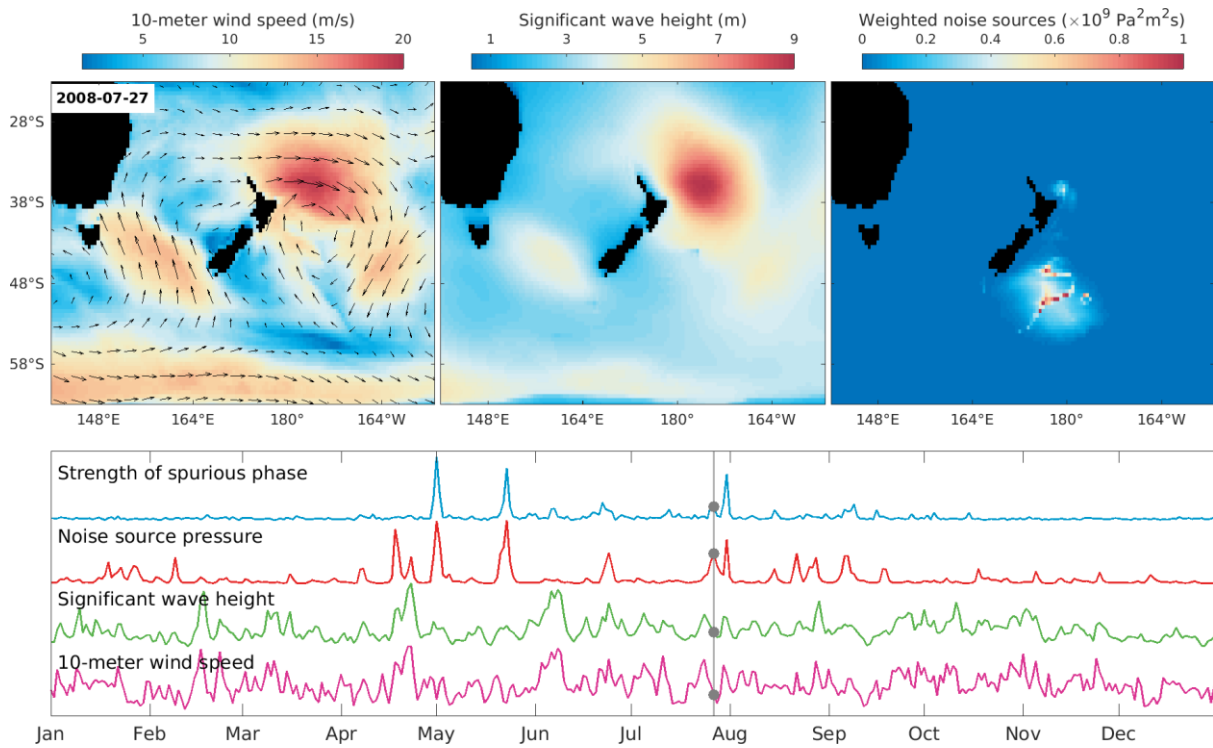 10-meter wind speed (m/s)
Significant wave height (m)
Weighted noise sources (×10⁹ Pa²m²s)
5 10 15 20
1 3 5 7 9
0 0.2 0.4 0.6 0.8 1
2008-07-27
28°S
38°S
48°S
58°S
148°E 164°E 180° 164°W
148°E 164°E 180° 164°W
148°E 164°E 180° 164°W
Strength of spurious phase
Noise source pressure
Significant wave height
10-meter wind speed
Jan Feb Mar Apr May Jun Jul Aug Sep Oct Nov Dec